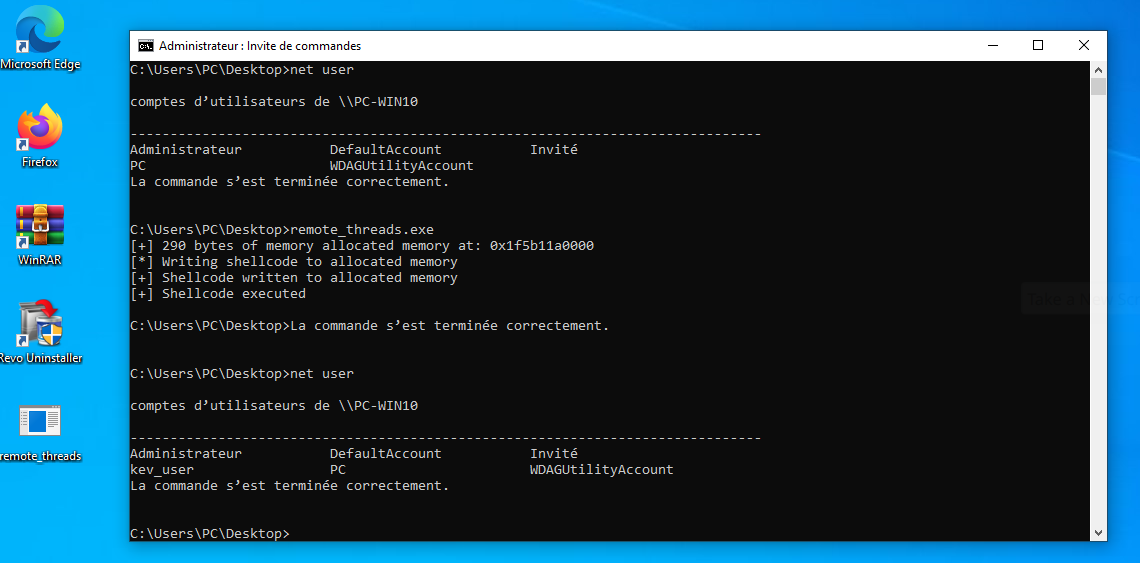 Microsoft Edge
Firefox
WinRAR
Revo Uninstaller
remote_threads
Administrateur : Invite de commandes
C:\Users\PC\Desktop>net user
comptes d’utilisateurs de \\PC-WIN10
-------------------------------------------------------------------------------
Administrateur           DefaultAccount           Invité
PC                       WDAGUtilityAccount
La commande s’est terminée correctement.
C:\Users\PC\Desktop>remote_threads.exe
[+] 290 bytes of memory allocated memory at: 0x1f5b11a0000
[*] Writing shellcode to allocated memory
[+] Shellcode written to allocated memory
[+] Shellcode executed
C:\Users\PC\Desktop>La commande s’est terminée correctement.
C:\Users\PC\Desktop>net user
comptes d’utilisateurs de \\PC-WIN10
-------------------------------------------------------------------------------
Administrateur           DefaultAccount           Invité
kev_user                 PC                       WDAGUtilityAccount
La commande s’est terminée correctement.
C:\Users\PC\Desktop>
Take a New